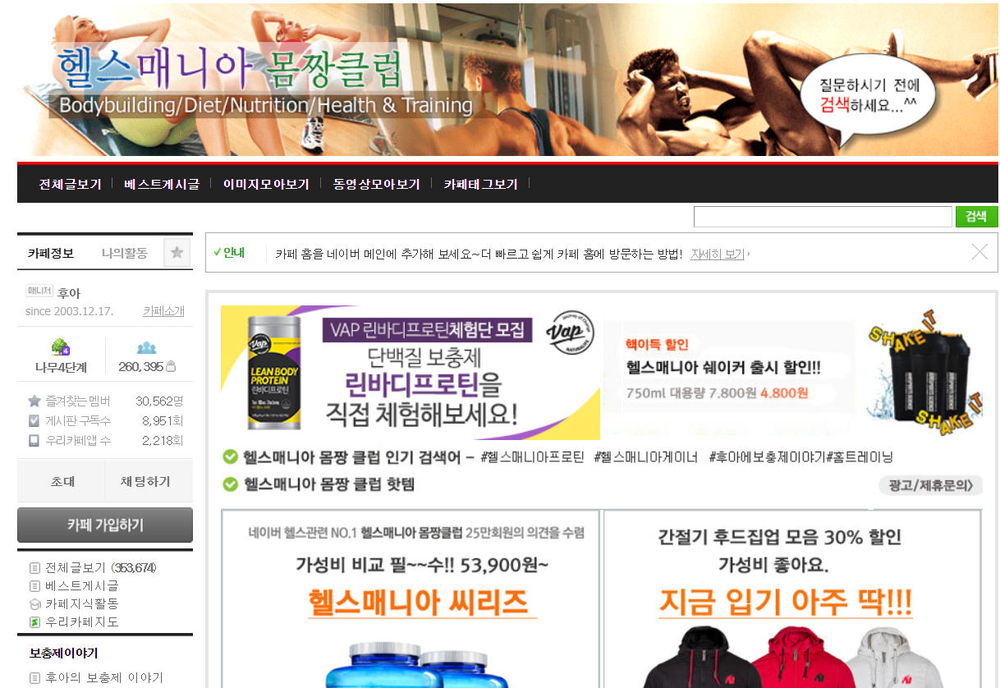 헬스매니아 몸짱클럽
Bodybuilding/Diet/Nutrition/Health & Training
질문하시기 전에
검색하세요...^^
전체글보기 베스트게시글 이미지모아보기 동영상모아보기 카페태그보기
검색
카페정보 나의활동
안내 카페 홈을 네이버 메인에 추가해 보세요~더 빠르고 쉽게 카페 홈에 방문하는 방법! 자세히 보기
매니저 후아
since 2003.12.17. 카페소개
4
나무4단계 260,395
즐겨찾는 멤버 30,562명
게시판 구독수 8,951회
우리카페앱 수 2,218회
초대 채팅하기
카페 가입하기
전체글보기 (353,674)
베스트게시글
카페지식활동
우리카페지도
보충제이야기
후아의 보충제 이야기
Vap
LEAN BODY
PROTEIN
린바디프로틴
VAP 린바디프로틴체험단 모집
단백질 보충제
린바디프로틴을
직접 체험해보세요!
Vap
핵이득 할인
헬스매니아 쉐이커 출시 할인!!
750ml 대용량 7.800원 4.800원
SHAKE IT
SHAKE IT
헬스매니아 몸짱 클럽 인기 검색어 – #헬스매니아프로틴 #헬스매니아게이너 #후아에보충제이야기#홈트레이닝
헬스매니아 몸짱 클럽 핫템
광고/제휴문의〉
네이버 헬스관련 NO.1 헬스매니아 몸짱클럽 25만회원의 의견을 수렴
가성비 비교 필~~수!! 53,900원~
헬스매니아 씨리즈
간절기 후드집업 모음 30% 할인
가성비 좋아요.
지금 입기 아주 딱!!!